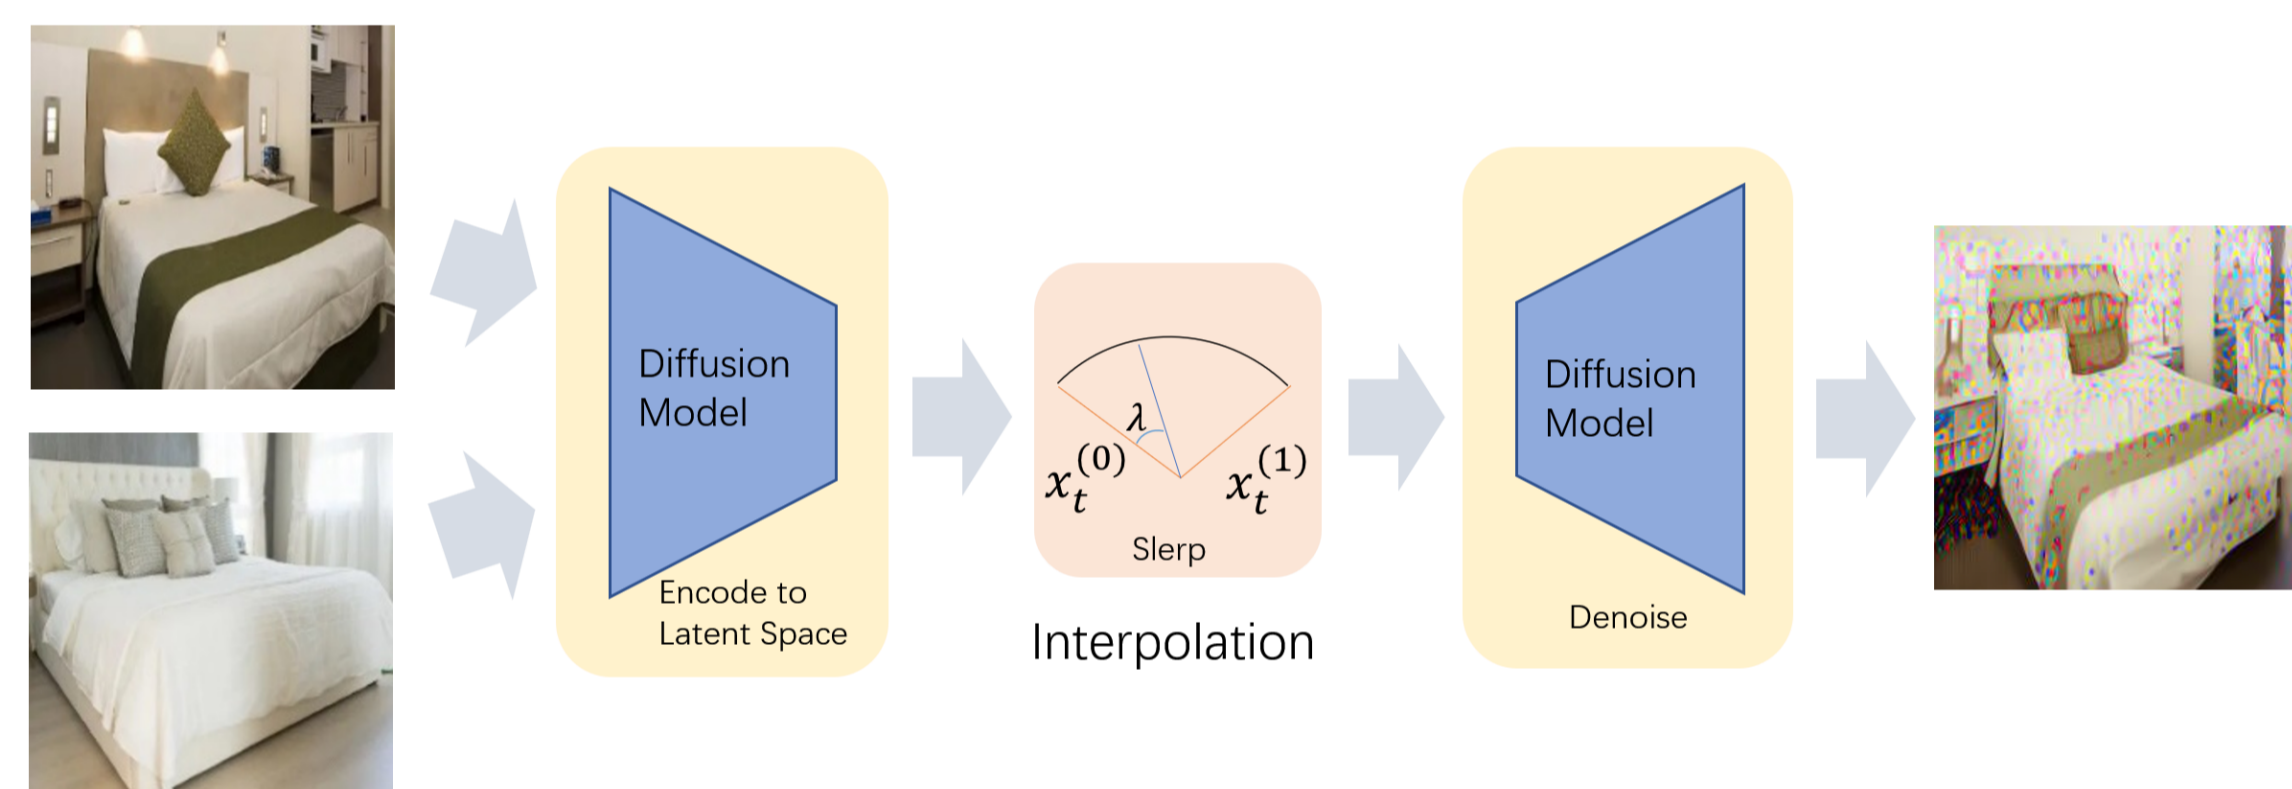 Diffusion
Model
Encode to
Latent Space
λ
x_t^(0)
x_t^(1)
Slerp
Interpolation
Diffusion
Model
Denoise